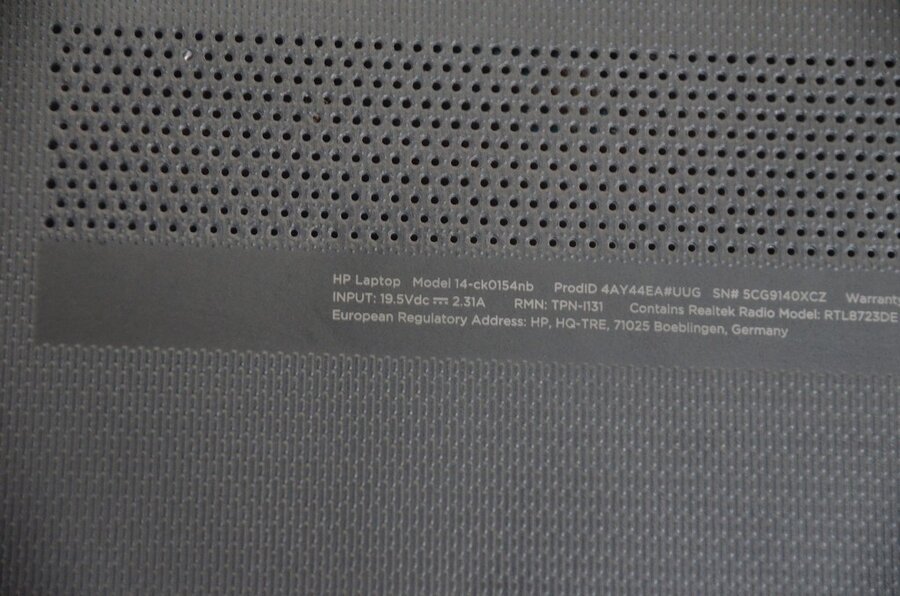 HP Laptop Model 14-ck0154nb ProdID 4AY44EA#UUG SN# 5CG9140XCZ Warranty
INPUT: 19.5Vdc ⎓ 2.31A RMN: TPN-I131 Contains Realtek Radio Model: RTL8723DE
European Regulatory Address: HP, HQ-TRE, 71025 Boeblingen, Germany